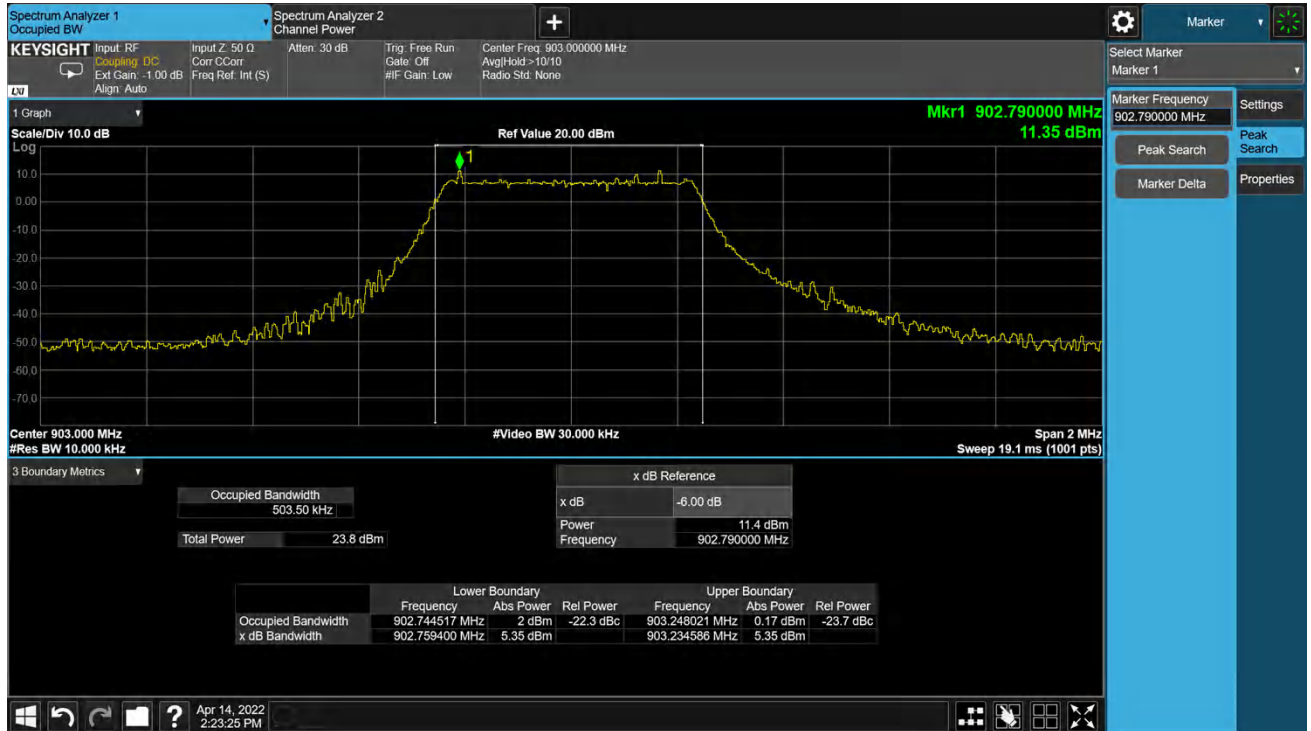 Spectrum Analyzer 1
Occupied BW
Spectrum Analyzer 2
Channel Power
Marker
KEYSIGHT
Input: RF
Coupling: DC
Ext Gain: -1.00 dB
Align: Auto
Input Z: 50 Ω
Corr CCorr
Freq Ref: Int (S)
Atten: 30 dB
Trig: Free Run
Gate: Off
#IF Gain: Low
Center Freq: 903.000000 MHz
Avg|Hold:>10/10
Radio Std: None
LXI
Select Marker
Marker 1
Marker Frequency
902.790000 MHz
Settings
Peak Search
Peak
Search
Marker Delta
Properties
1 Graph
Scale/Div 10.0 dB
Ref Value 20.00 dBm
Mkr1 902.790000 MHz
11.35 dBm
Log
1
10.0
0.00
-10.0
-20.0
-30.0
-40.0
-50.0
-60.0
-70.0
Center 903.000 MHz
#Video BW 30.000 kHz
Span 2 MHz
#Res BW 10.000 kHz
Sweep 19.1 ms (1001 pts)
3 Boundary Metrics
Occupied Bandwidth
503.50 kHz
Total Power 23.8 dBm
x dB Reference
x dB -6.00 dB
Power 11.4 dBm
Frequency 902.790000 MHz
Lower Boundary Upper Boundary
Frequency Abs Power Rel Power Frequency Abs Power Rel Power
Occupied Bandwidth 902.744517 MHz 2 dBm -22.3 dBc 903.248021 MHz 0.17 dBm -23.7 dBc
x dB Bandwidth 902.759400 MHz 5.35 dBm 903.234586 MHz 5.35 dBm
?
Apr 14, 2022
2:23:25 PM